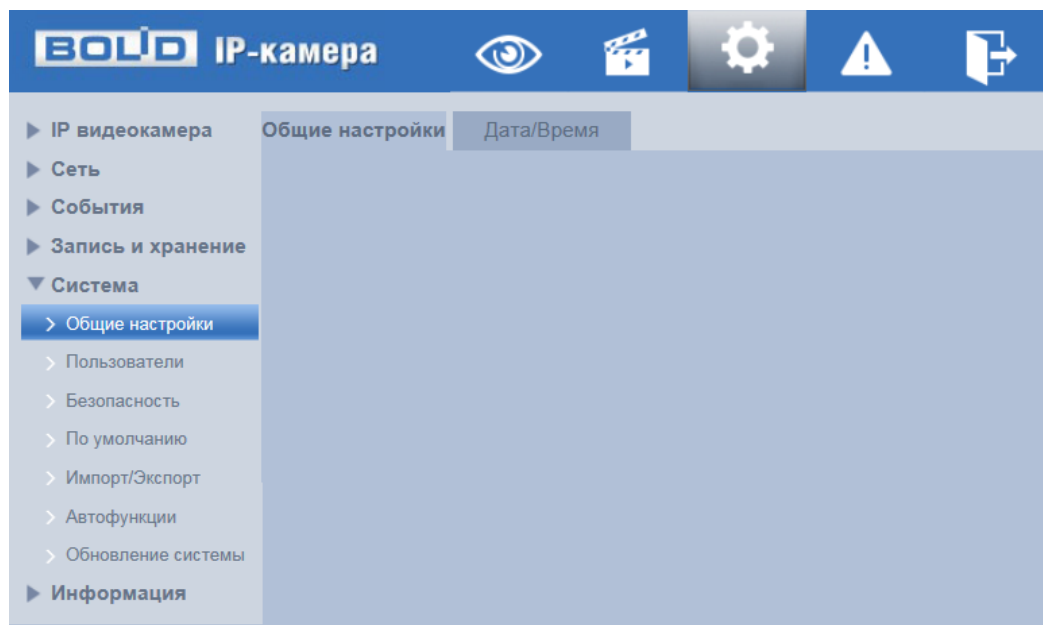 BOLID IP-камера
IP видеокамера
Общие настройки
Дата/Время
Сеть
События
Запись и хранение
Система
Общие настройки
Пользователи
Безопасность
По умолчанию
Импорт/Экспорт
Автофункции
Обновление системы
Информация